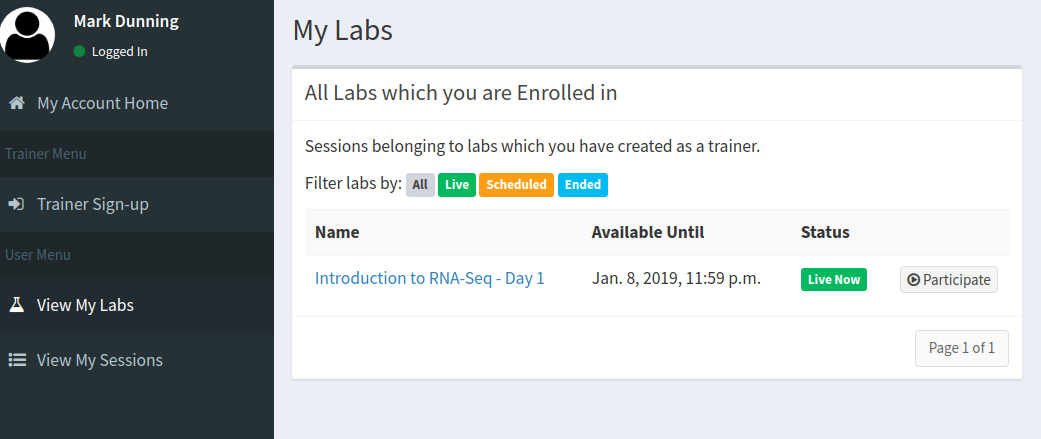 Mark Dunning
Logged In
My Account Home
Trainer Menu
Trainer Sign-up
User Menu
View My Labs
View My Sessions
My Labs
All Labs which you are Enrolled in
Sessions belonging to labs which you have created as a trainer.
Filter labs by: All Live Scheduled Ended
Name Available Until Status
Introduction to RNA-Seq - Day 1 Jan. 8, 2019, 11:59 p.m. Live Now Participate
Page 1 of 1